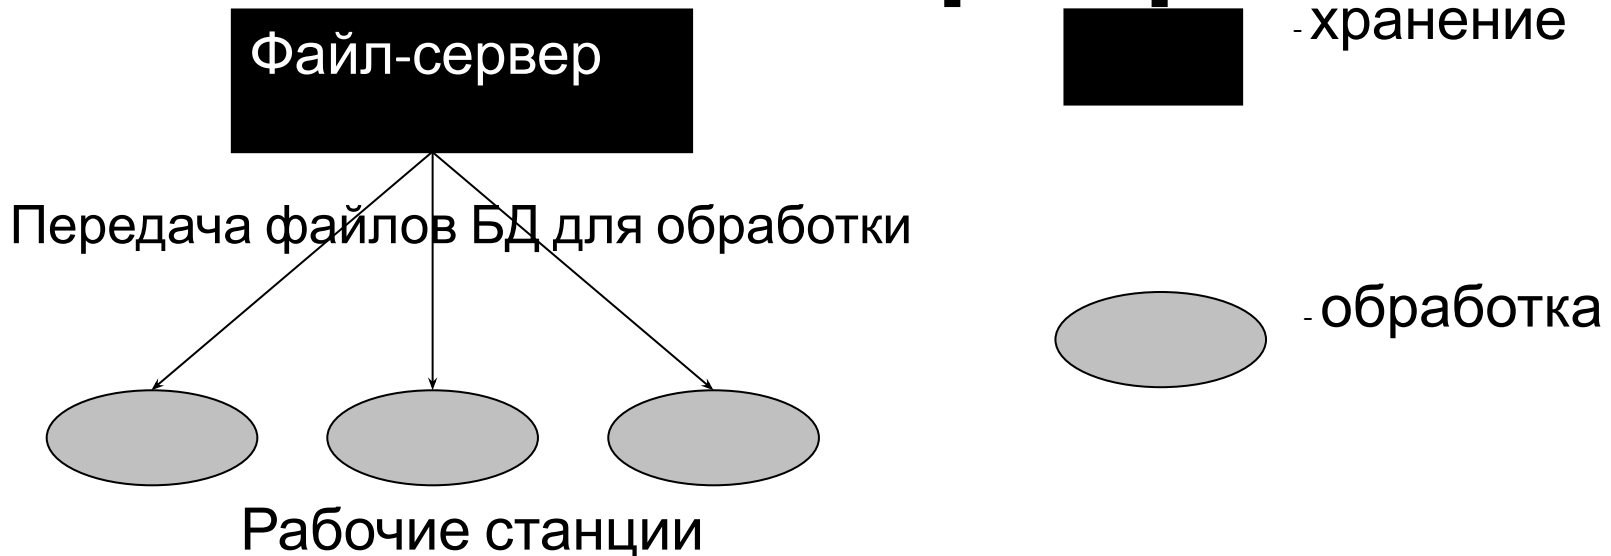 Файл-сервер
- хранение
Передача файлов БД для обработки
- обработка
Рабочие станции